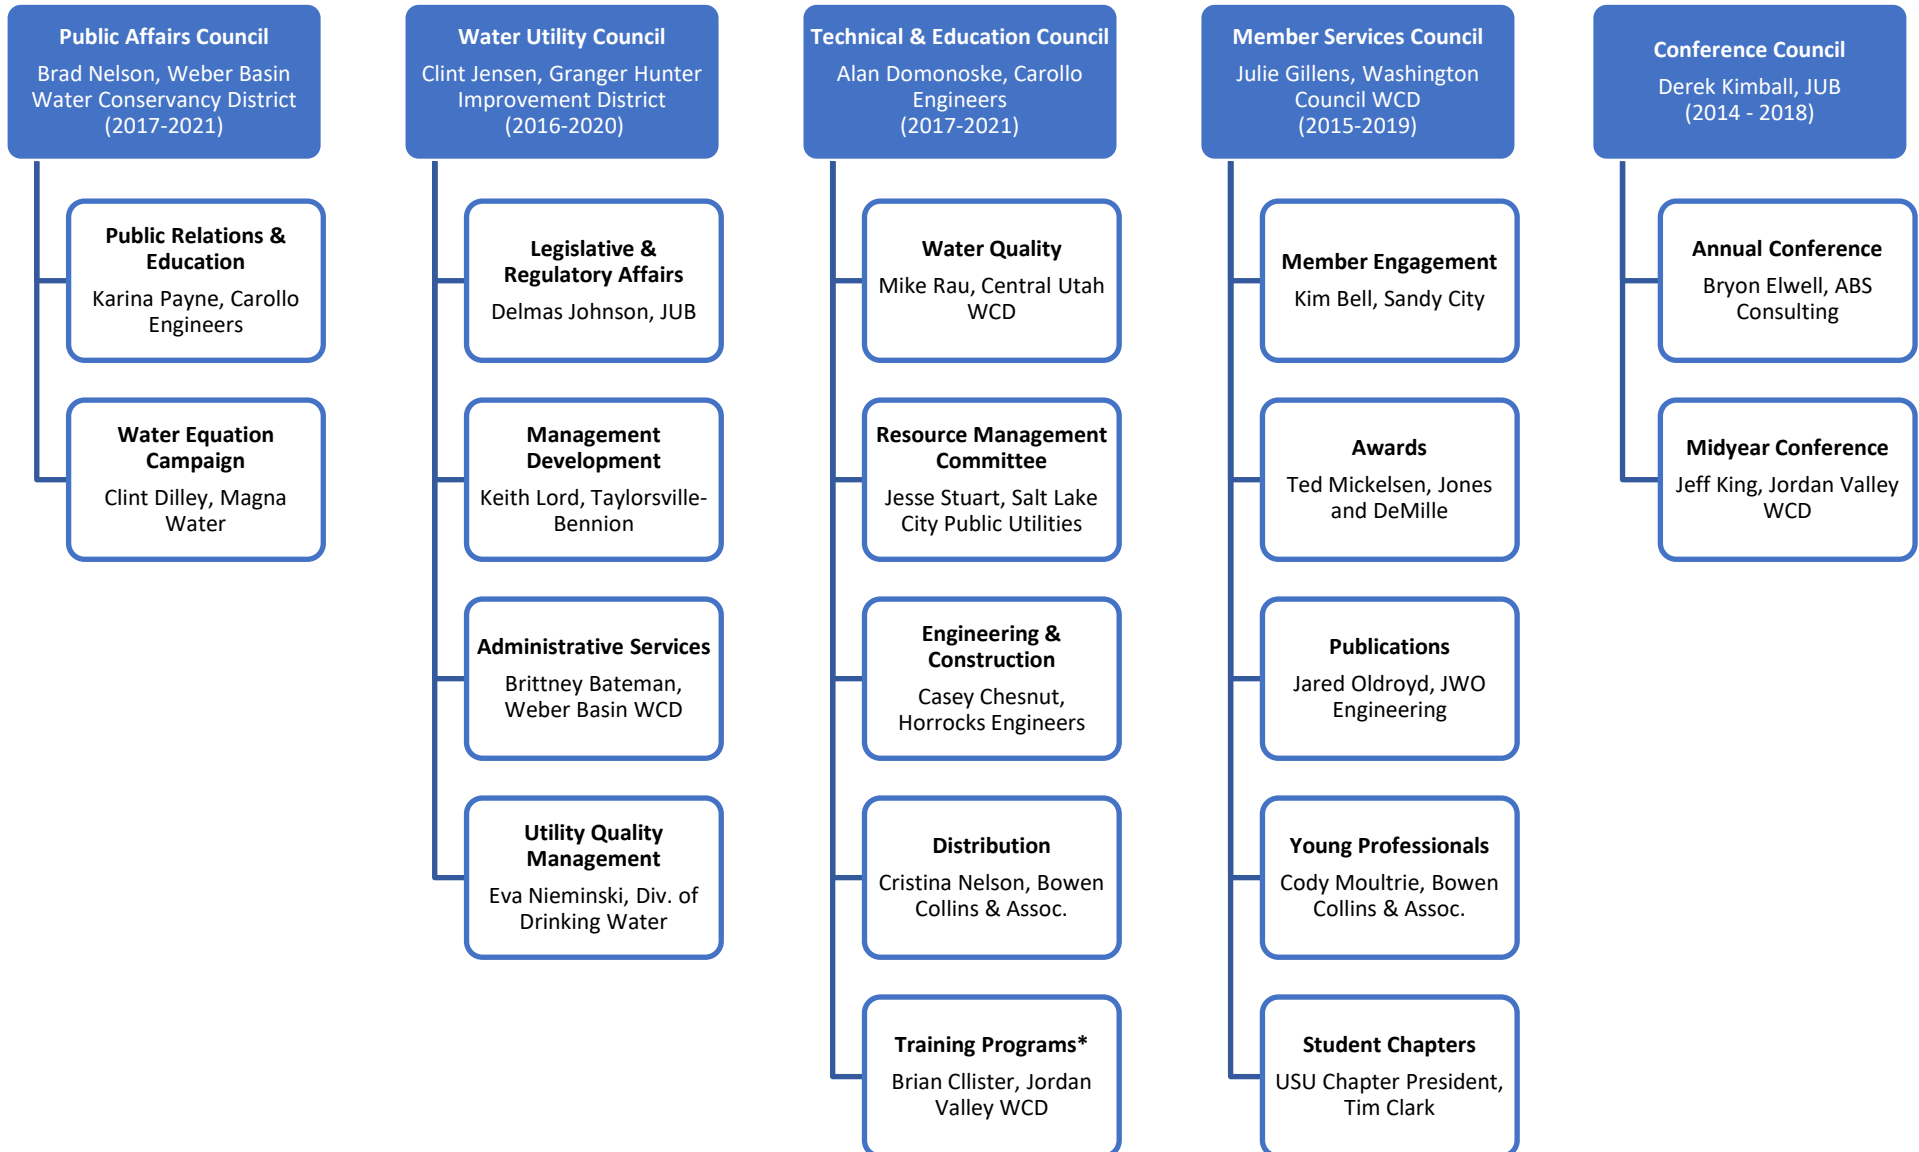 Public Affairs Council
Brad Nelson, Weber Basin
Water Conservancy District
(2017-2021)
Public Relations &
Education
Karina Payne, Carollo
Engineers
Water Equation
Campaign
Clint Dilley, Magna
Water
Water Utility Council
Clint Jensen, Granger Hunter
Improvement District
(2016-2020)
Legislative &
Regulatory Affairs
Delmas Johnson, JUB
Management
Development
Keith Lord, Taylorsville-
Bennion
Administrative Services
Brittney Bateman,
Weber Basin WCD
Utility Quality
Management
Eva Nieminski, Div. of
Drinking Water
Technical & Education Council
Alan Domonoske, Carollo
Engineers
(2017-2021)
Water Quality
Mike Rau, Central Utah
WCD
Resource Management
Committee
Jesse Stuart, Salt Lake
City Public Utilities
Engineering &
Construction
Casey Chesnut,
Horrocks Engineers
Distribution
Cristina Nelson, Bowen
Collins & Assoc.
Training Programs*
Brian Cllister, Jordan
Valley WCD
Member Services Council
Julie Gillens, Washington
Council WCD
(2015-2019)
Member Engagement
Kim Bell, Sandy City
Awards
Ted Mickelsen, Jones
and DeMille
Publications
Jared Oldroyd, JWO
Engineering
Young Professionals
Cody Moultrie, Bowen
Collins & Assoc.
Student Chapters
USU Chapter President,
Tim Clark
Conference Council
Derek Kimball, JUB
(2014 - 2018)
Annual Conference
Bryon Elwell, ABS
Consulting
Midyear Conference
Jeff King, Jordan Valley
WCD